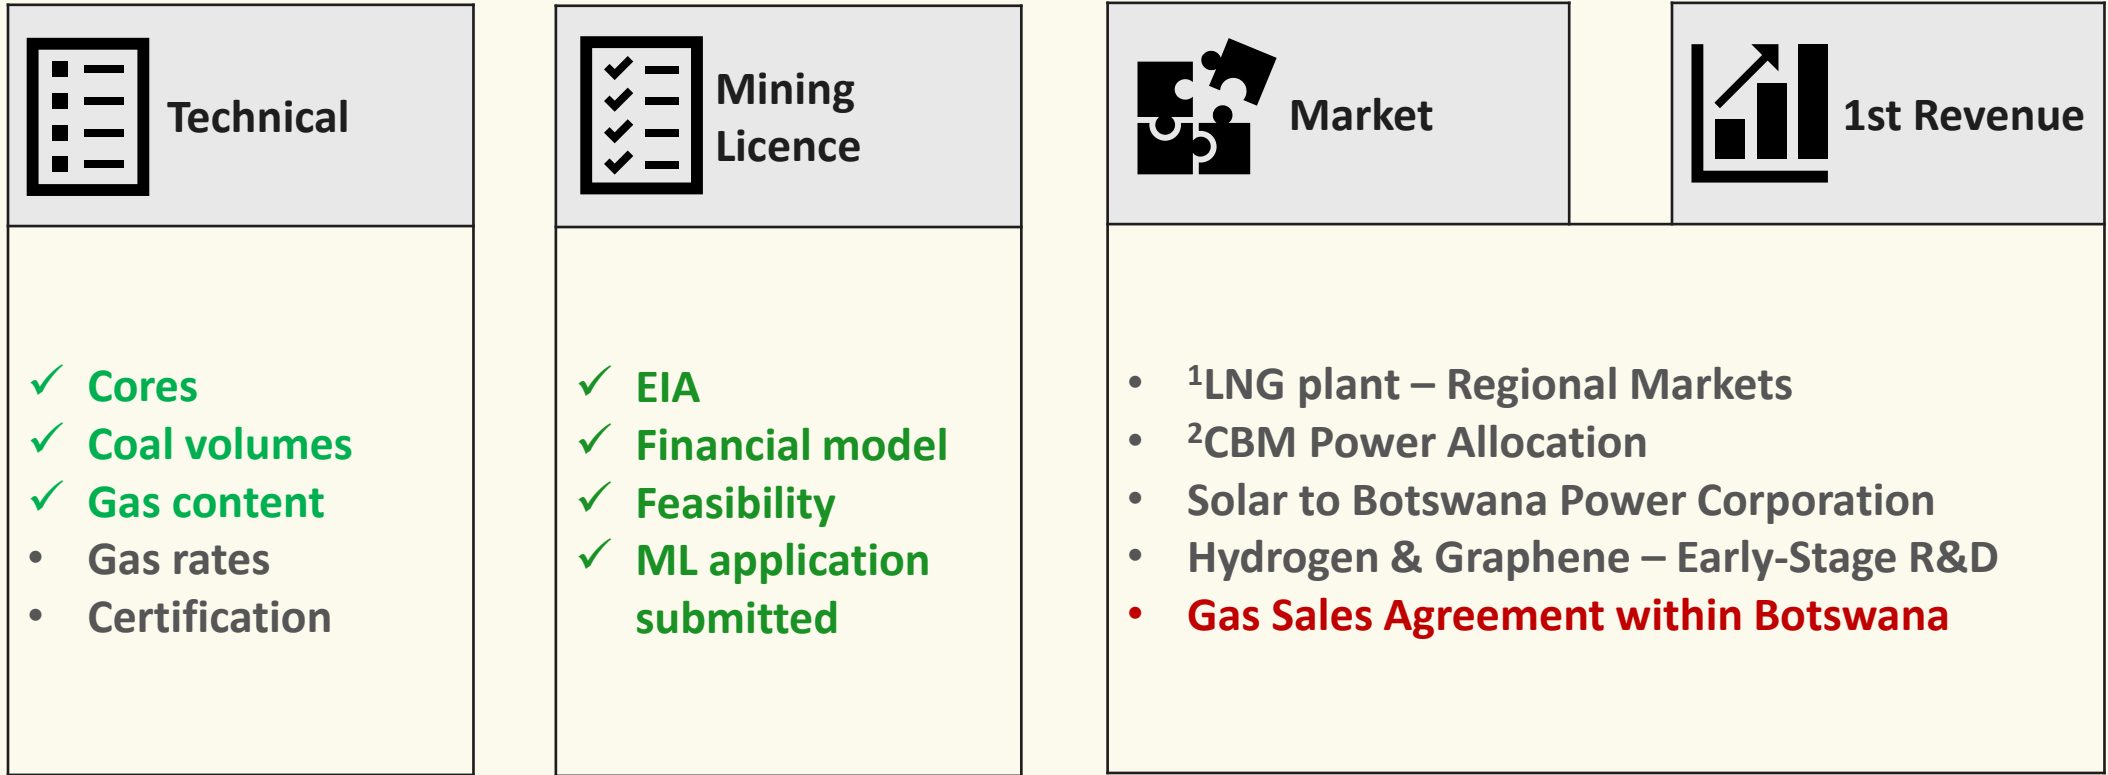 Technical
✓ Cores
✓ Coal volumes
✓ Gas content
• Gas rates
• Certification
Mining
Licence
✓ EIA
✓ Financial model
✓ Feasibility
✓ ML application
submitted
Market
1st Revenue
• ¹LNG plant – Regional Markets
• ²CBM Power Allocation
• Solar to Botswana Power Corporation
• Hydrogen & Graphene – Early-Stage R&D
• Gas Sales Agreement within Botswana